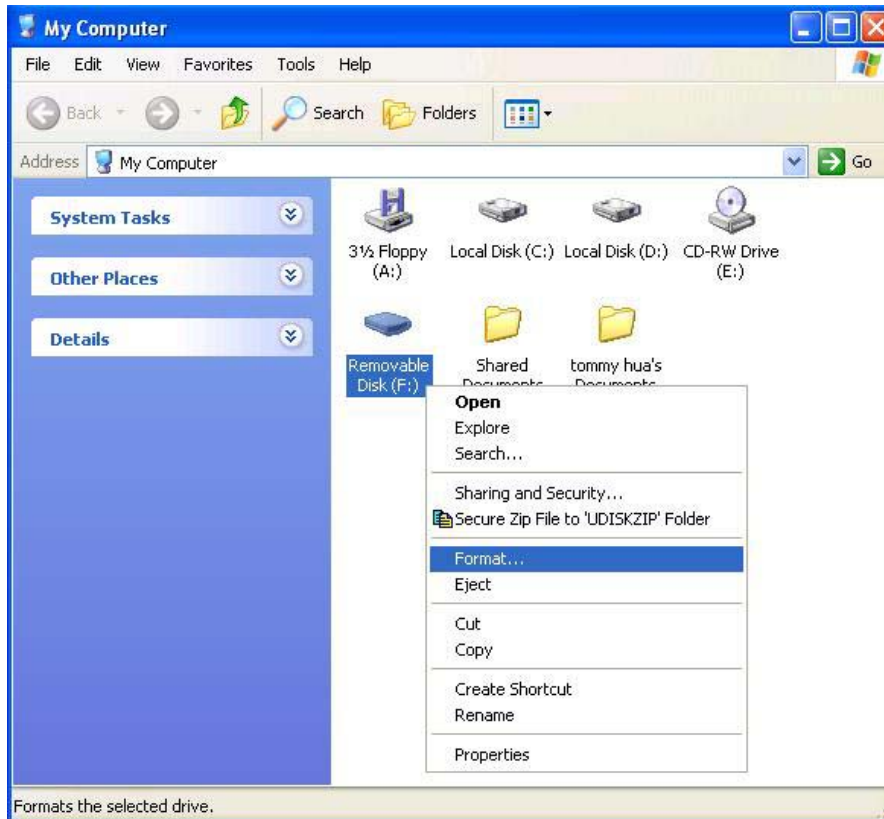 My Computer
File Edit View Favorites Tools Help
Back Search Folders
Address My Computer Go
System Tasks
Other Places
Details
3½ Floppy
(A:)
Local Disk (C:)
Local Disk (D:)
CD-RW Drive
(E:)
Removable
Disk (F:)
Shared
Documents
tommy hua's
Documents
Open
Explore
Search...
Sharing and Security...
Secure Zip File to 'UDISKZIP' Folder
Format...
Eject
Cut
Copy
Create Shortcut
Rename
Properties
Formats the selected drive.